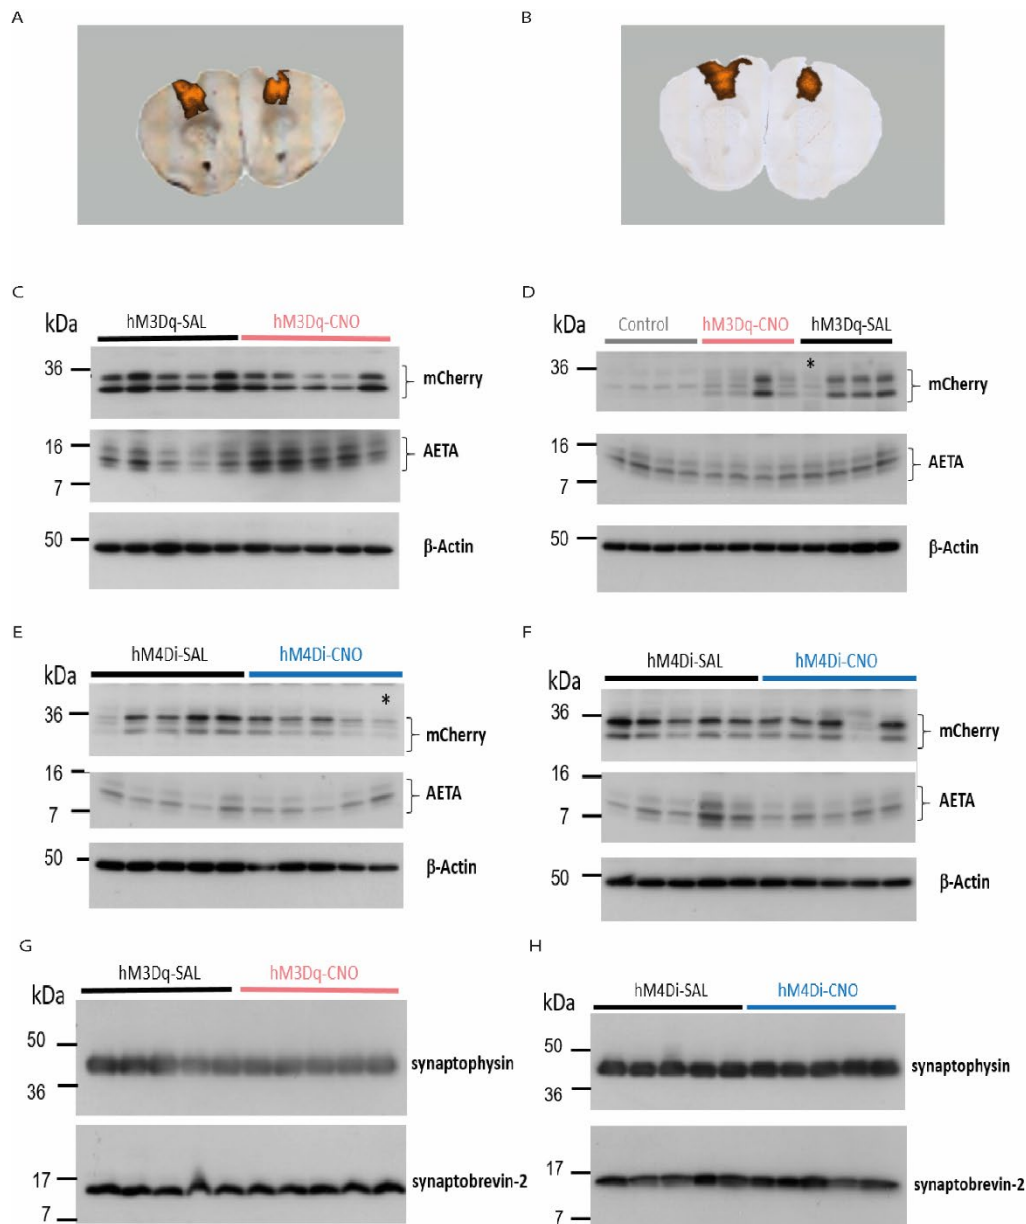 A
B
C
kDa
hM3Dq-SAL
hM3Dq-CNO
36
mCherry
16
AETA
7
50
β-Actin
D
kDa
Control
hM3Dq-CNO
hM3Dq-SAL
36
*
mCherry
16
AETA
7
50
β-Actin
E
kDa
hM4Di-SAL
hM4Di-CNO
36
*
mCherry
16
AETA
7
50
β-Actin
F
kDa
hM4Di-SAL
hM4Di-CNO
36
mCherry
16
AETA
7
50
β-Actin
G
kDa
hM3Dq-SAL
hM3Dq-CNO
50
synaptophysin
36
17
synaptobrevin-2
7
H
kDa
hM4Di-SAL
hM4Di-CNO
50
synaptophysin
36
17
synaptobrevin-2
7